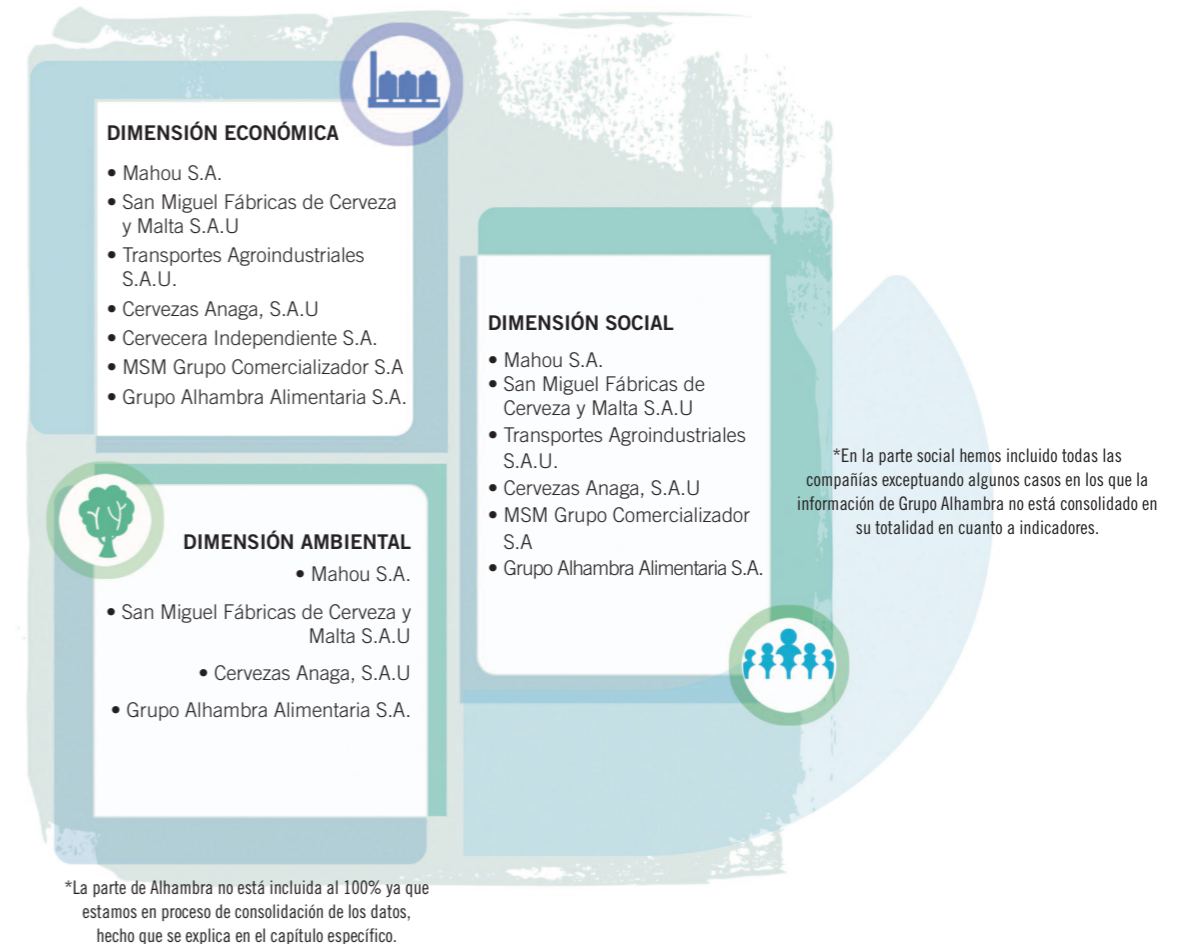 DIMENSIÓN ECONÓMICA
• Mahou S.A.
• San Miguel Fábricas de Cerveza
y Malta S.A.U
• Transportes Agroindustriales
S.A.U.
• Cervezas Anaga, S.A.U
• Cervecera Independiente S.A.
• MSM Grupo Comercializador S.A
• Grupo Alhambra Alimentaria S.A.
DIMENSIÓN SOCIAL
• Mahou S.A.
• San Miguel Fábricas de
Cerveza y Malta S.A.U
• Transportes Agroindustriales
S.A.U.
• Cervezas Anaga, S.A.U
• MSM Grupo Comercializador
S.A
• Grupo Alhambra Alimentaria S.A.
*En la parte social hemos incluido todas las
compañías exceptuando algunos casos en los que la
información de Grupo Alhambra no está consolidado en
su totalidad en cuanto a indicadores.
DIMENSIÓN AMBIENTAL
• Mahou S.A.
• San Miguel Fábricas de Cerveza y
Malta S.A.U
• Cervezas Anaga, S.A.U
• Grupo Alhambra Alimentaria S.A.
*La parte de Alhambra no está incluida al 100% ya que
estamos en proceso de consolidación de los datos,
hecho que se explica en el capítulo específico.